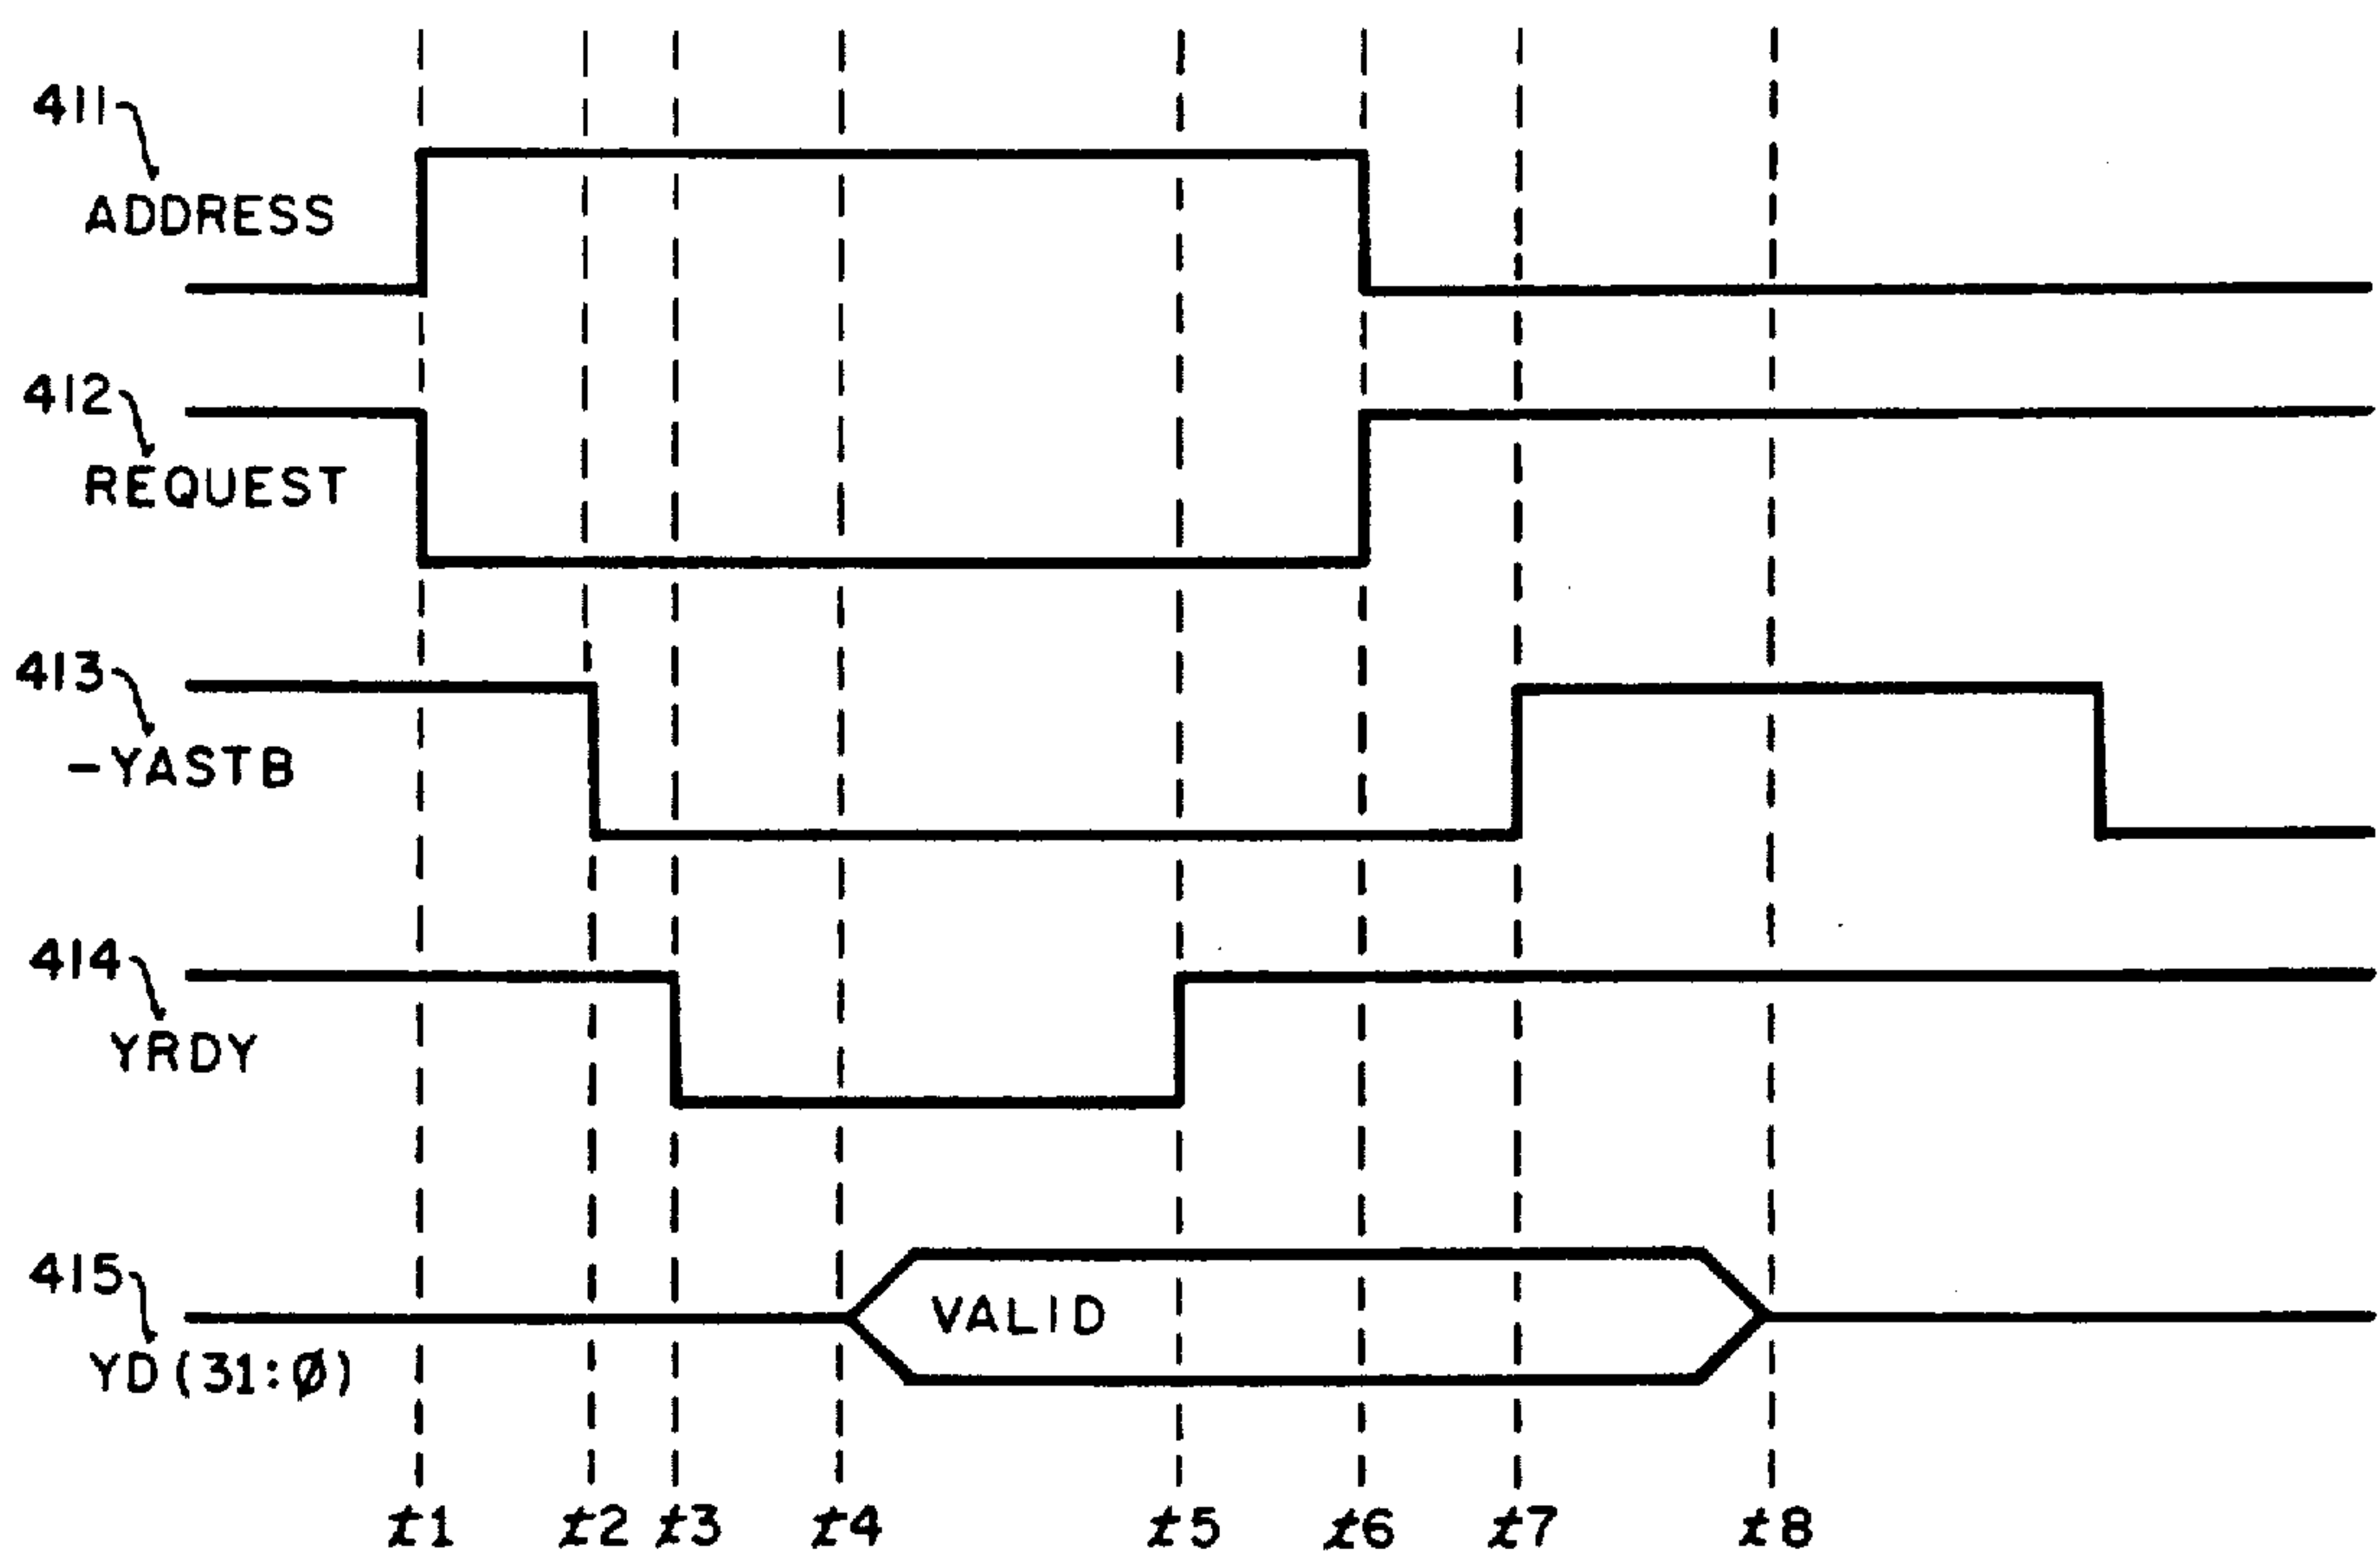 411
ADDRESS
412
REQUEST
413
-YASTB
414
YRDY
415
VALID
YD(31:Ø)
t1 t2 t3 t4 t5 t6 t7 t8